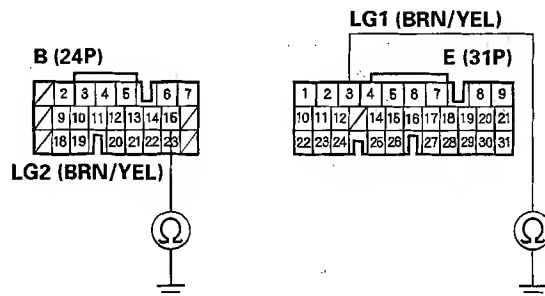 LG1 (BRN/YEL)
B (24P)
E (31P)
2 3 4 5 6 7
9 10 11 12 13 14 15
18 19 20 21 22 23
1 2 3 4 5 6 7 8 9
10 11 12 14 15 16 17 18 19 20 21
22 23 24 25 26 27 28 29 30 31
LG2 (BRN/YEL)
Ω
Ω